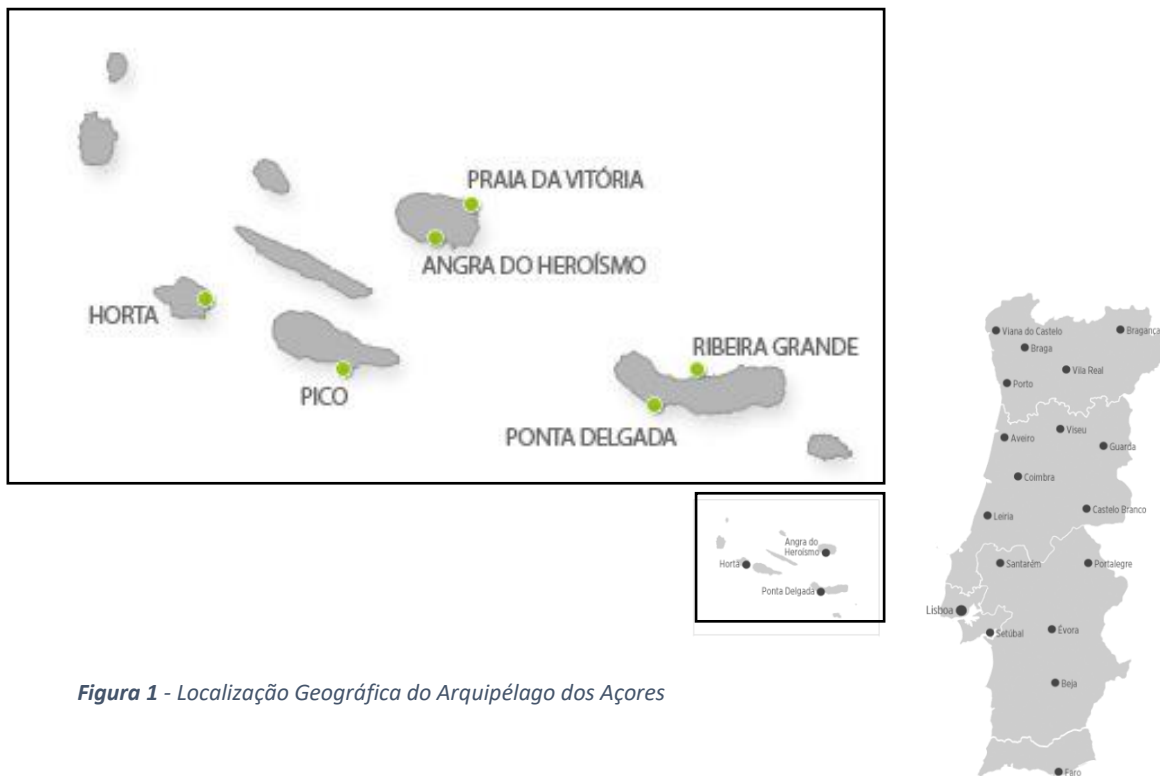 PRAIA DA VITÓRIA
ANGRA DO HEROÍSMO
HORTA
PICO
RIBEIRA GRANDE
PONTA DELGADA
Viana do Castelo
Bragança
Braga
Vila Real
Porto
Aveiro
Viseu
Guarda
Coimbra
Leiria
Castelo Branco
Santarém
Portalegre
Lisboa
Setúbal
Évora
Beja
Faro
Angra do
Heroísmo
Horta
Ponta Delgada
Figura 1 - Localização Geográfica do Arquipélago dos Açores